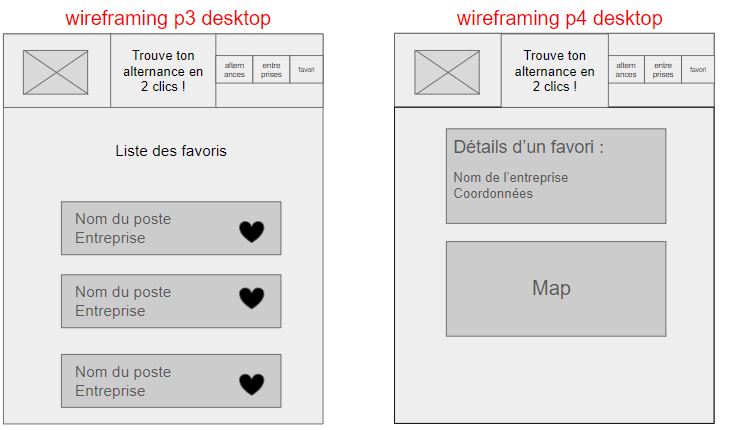 wireframing p3 desktop
Trouve ton
alternance en
2 clics !
altern
ances
entre
prises
favori
Liste des favoris
Nom du poste
Entreprise
Nom du poste
Entreprise
Nom du poste
Entreprise
wireframing p4 desktop
Trouve ton
alternance en
2 clics !
altern
ances
entre
prises
favori
Détails d'un favori :
Nom de l'entreprise
Coordonnées
Map